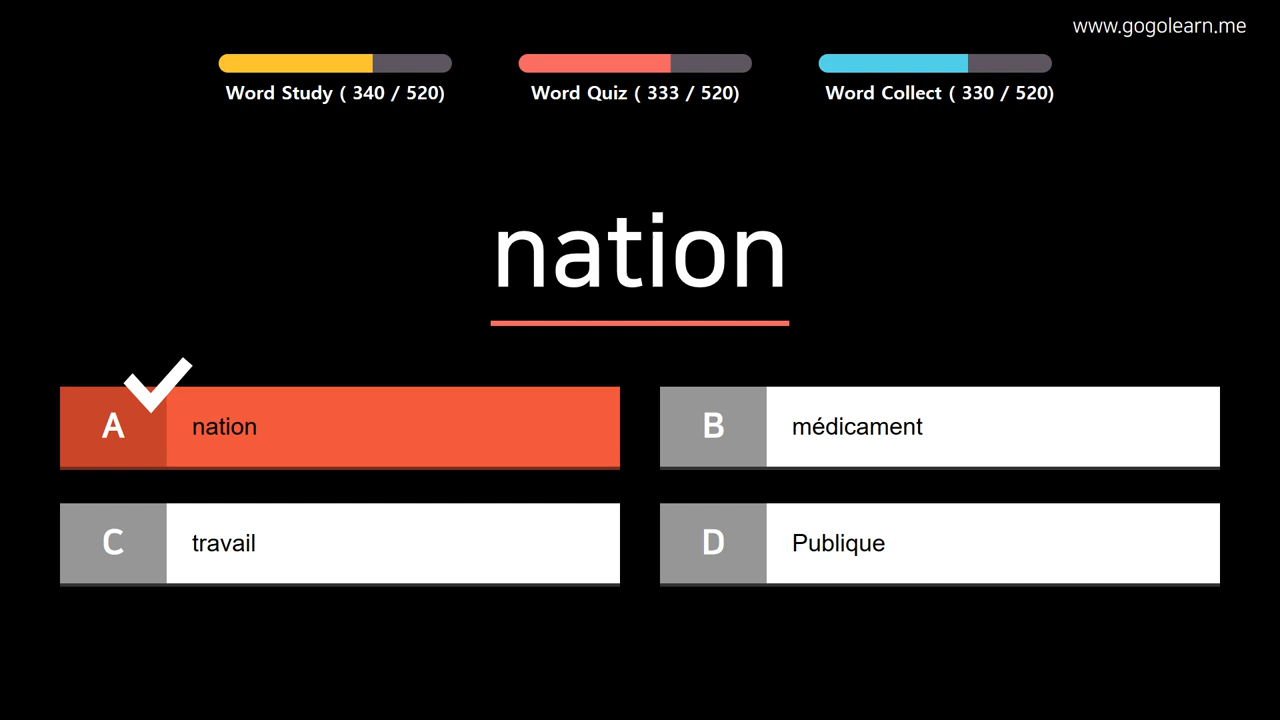 www.gogolearn.me
Word Study ( 340 / 520)
Word Quiz ( 333 / 520)
Word Collect ( 330 / 520)
nation
A nation
B médicament
C travail
D Publique